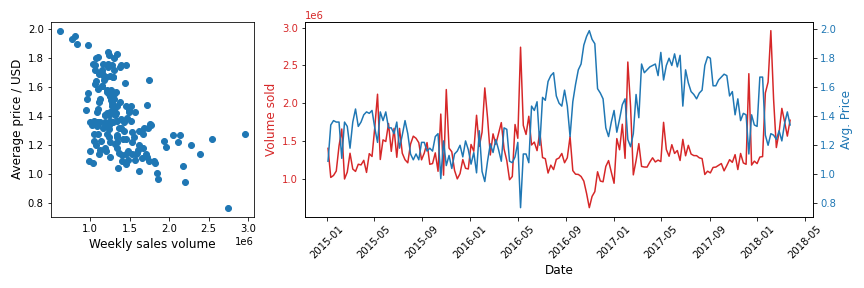 2.0
1.8
1.6
1.4
1.2
1.0
0.8
Average price / USD
1.0 1.5 2.0 2.5 3.0
1e6
Weekly sales volume
1e6
3.0
2.5
2.0
1.5
1.0
Volume sold
2.0
1.8
1.6
1.4
1.2
1.0
0.8
Avg. Price
2015-01 2015-05 2015-09 2016-01 2016-05 2016-09 2017-01 2017-05 2017-09 2018-01 2018-05
Date